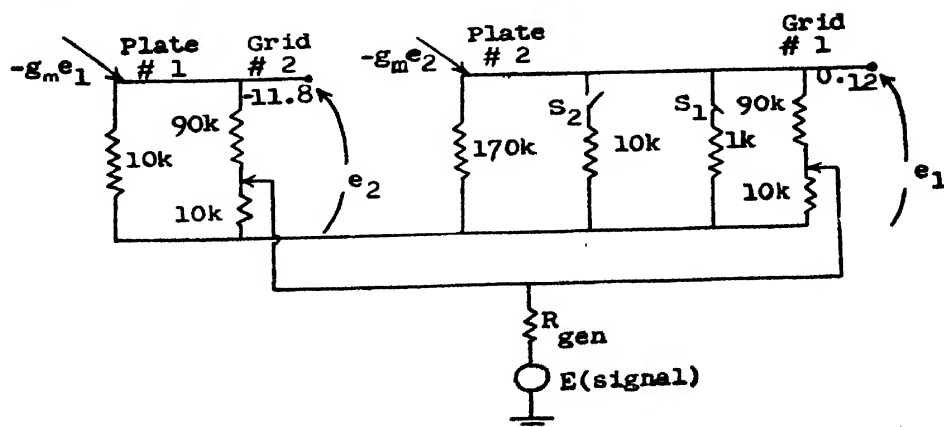 -gₘe₁
Plate
# 1
Grid
# 2
-11.8
90k
10k
10k
e₂
-gₘe₂
Plate
# 2
Grid
# 1
0.12
S₂
S₁
90k
170k
10k
1k
10k
e₁
R gen
E(signal)